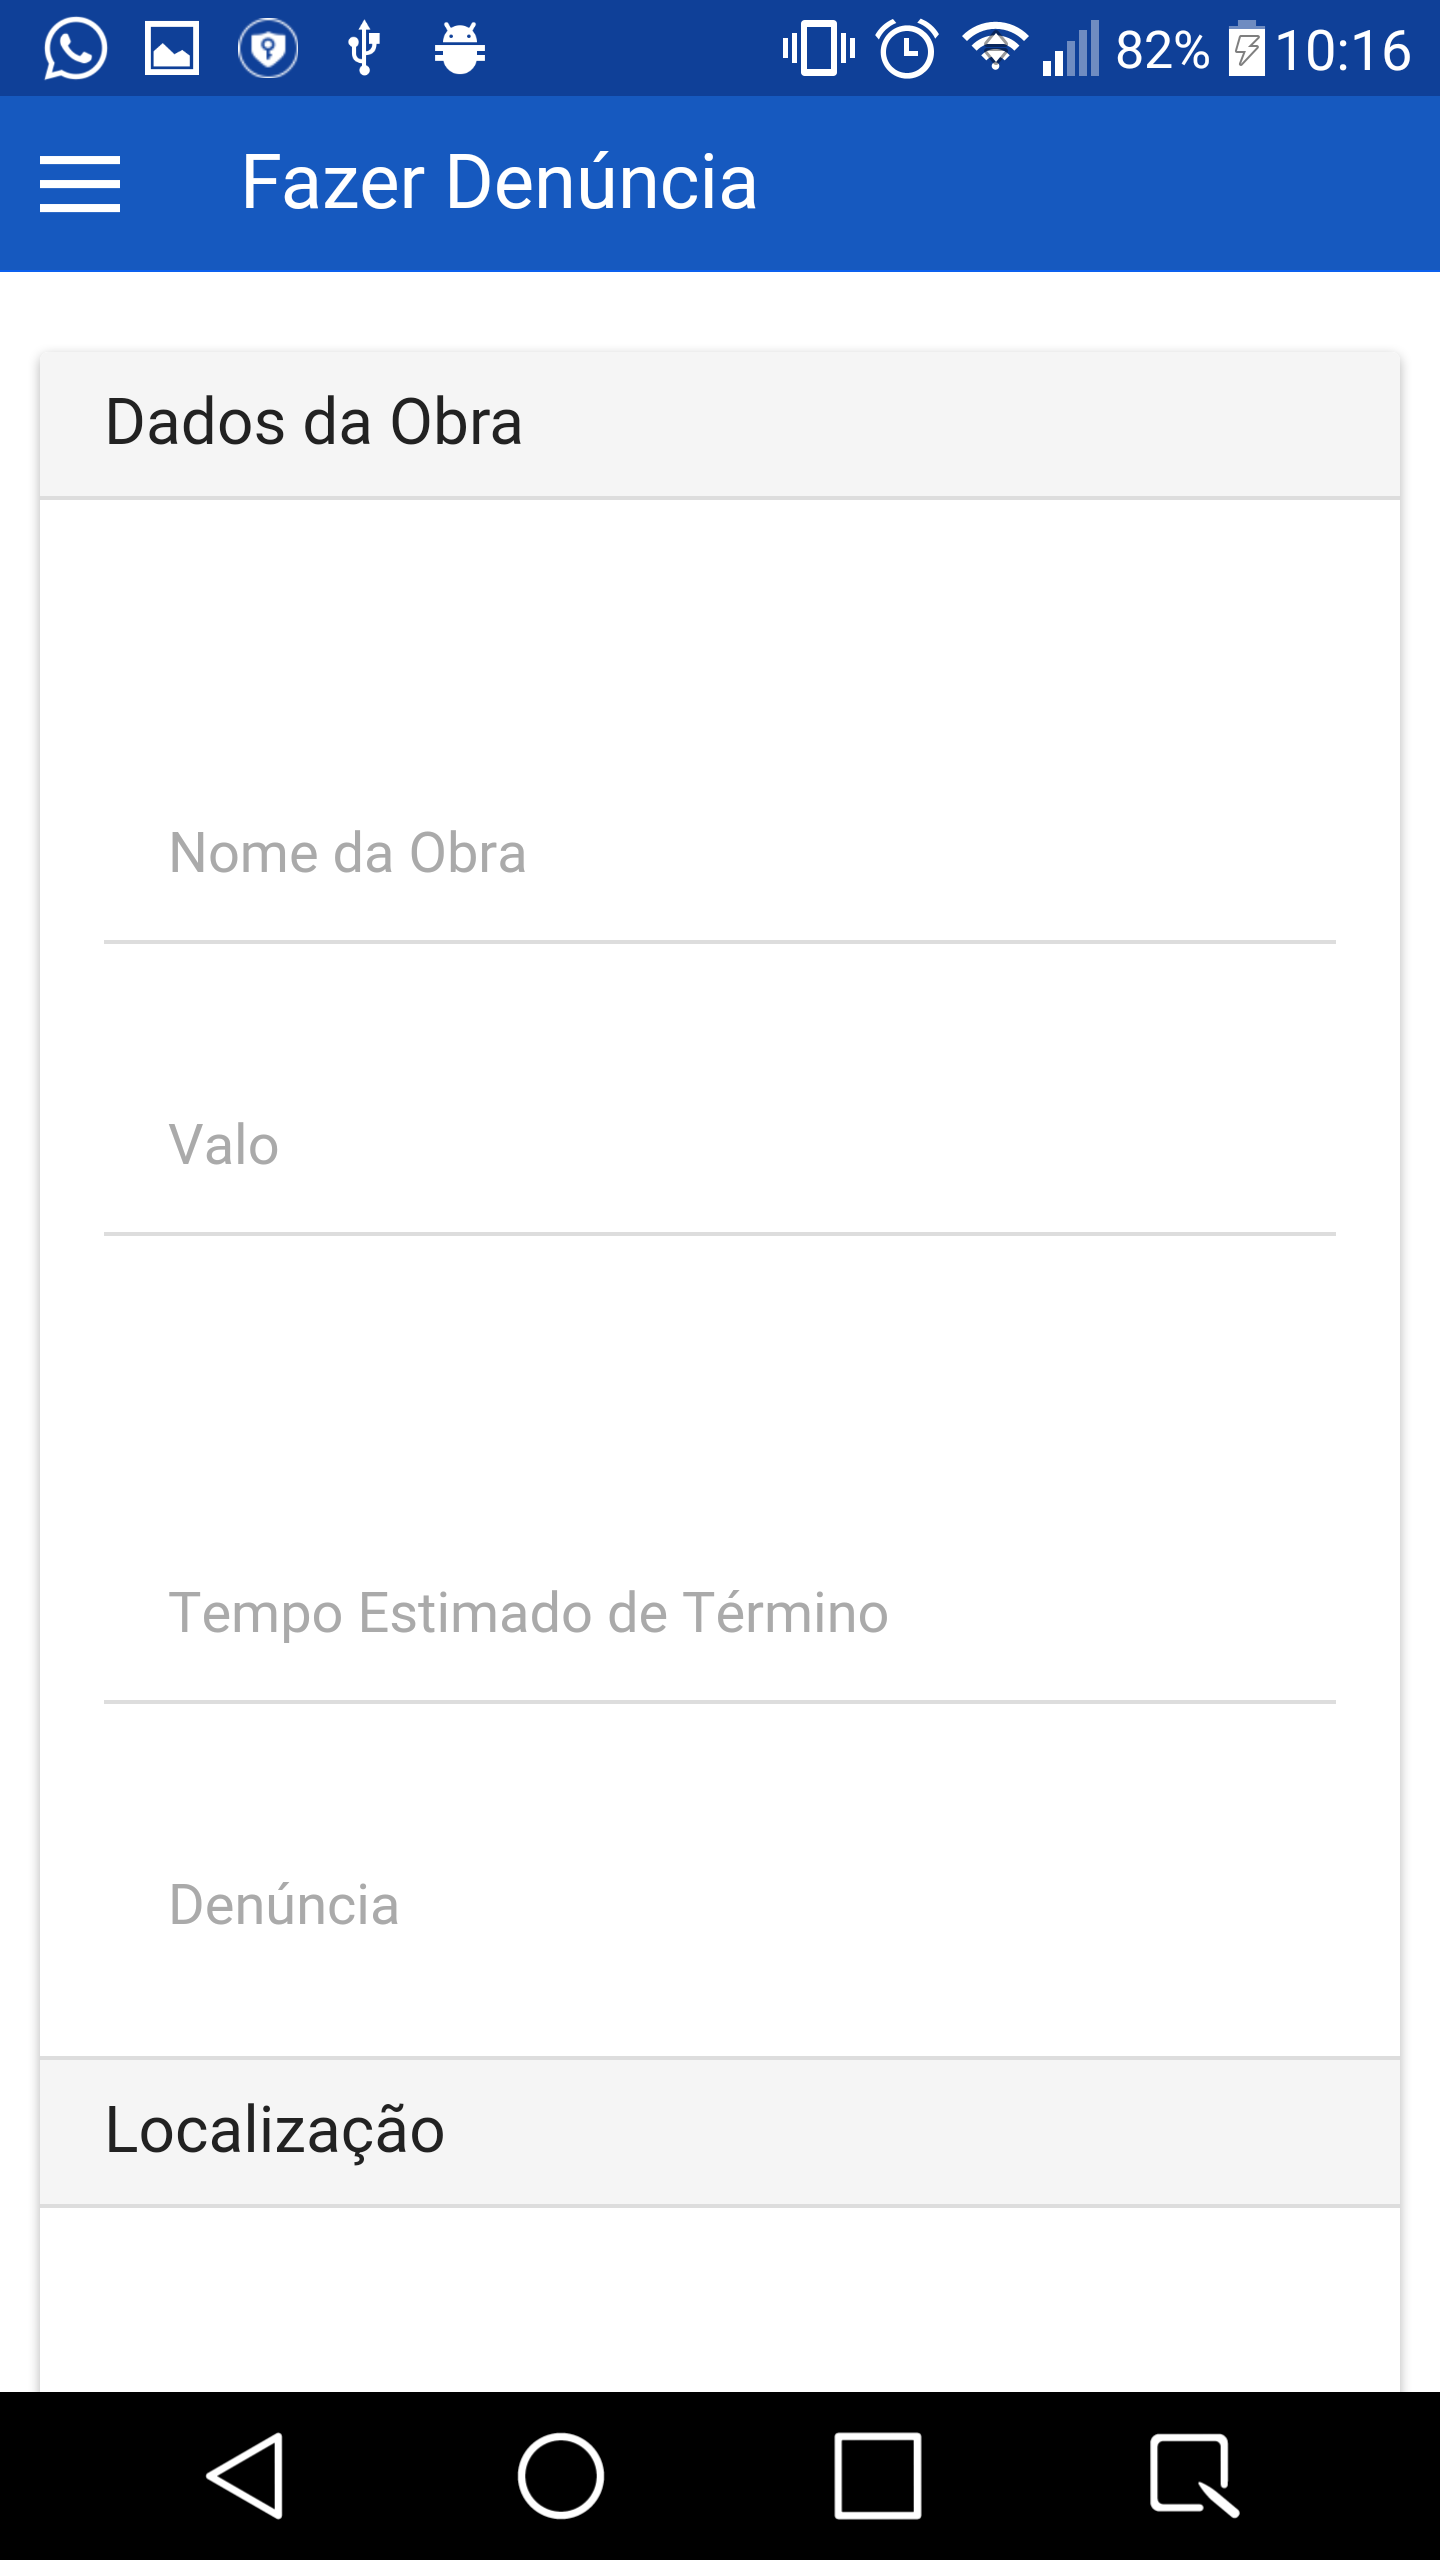 82% 10:16
Fazer Denúncia
Dados da Obra
Nome da Obra
Valo
Tempo Estimado de Término
Denúncia
Localização